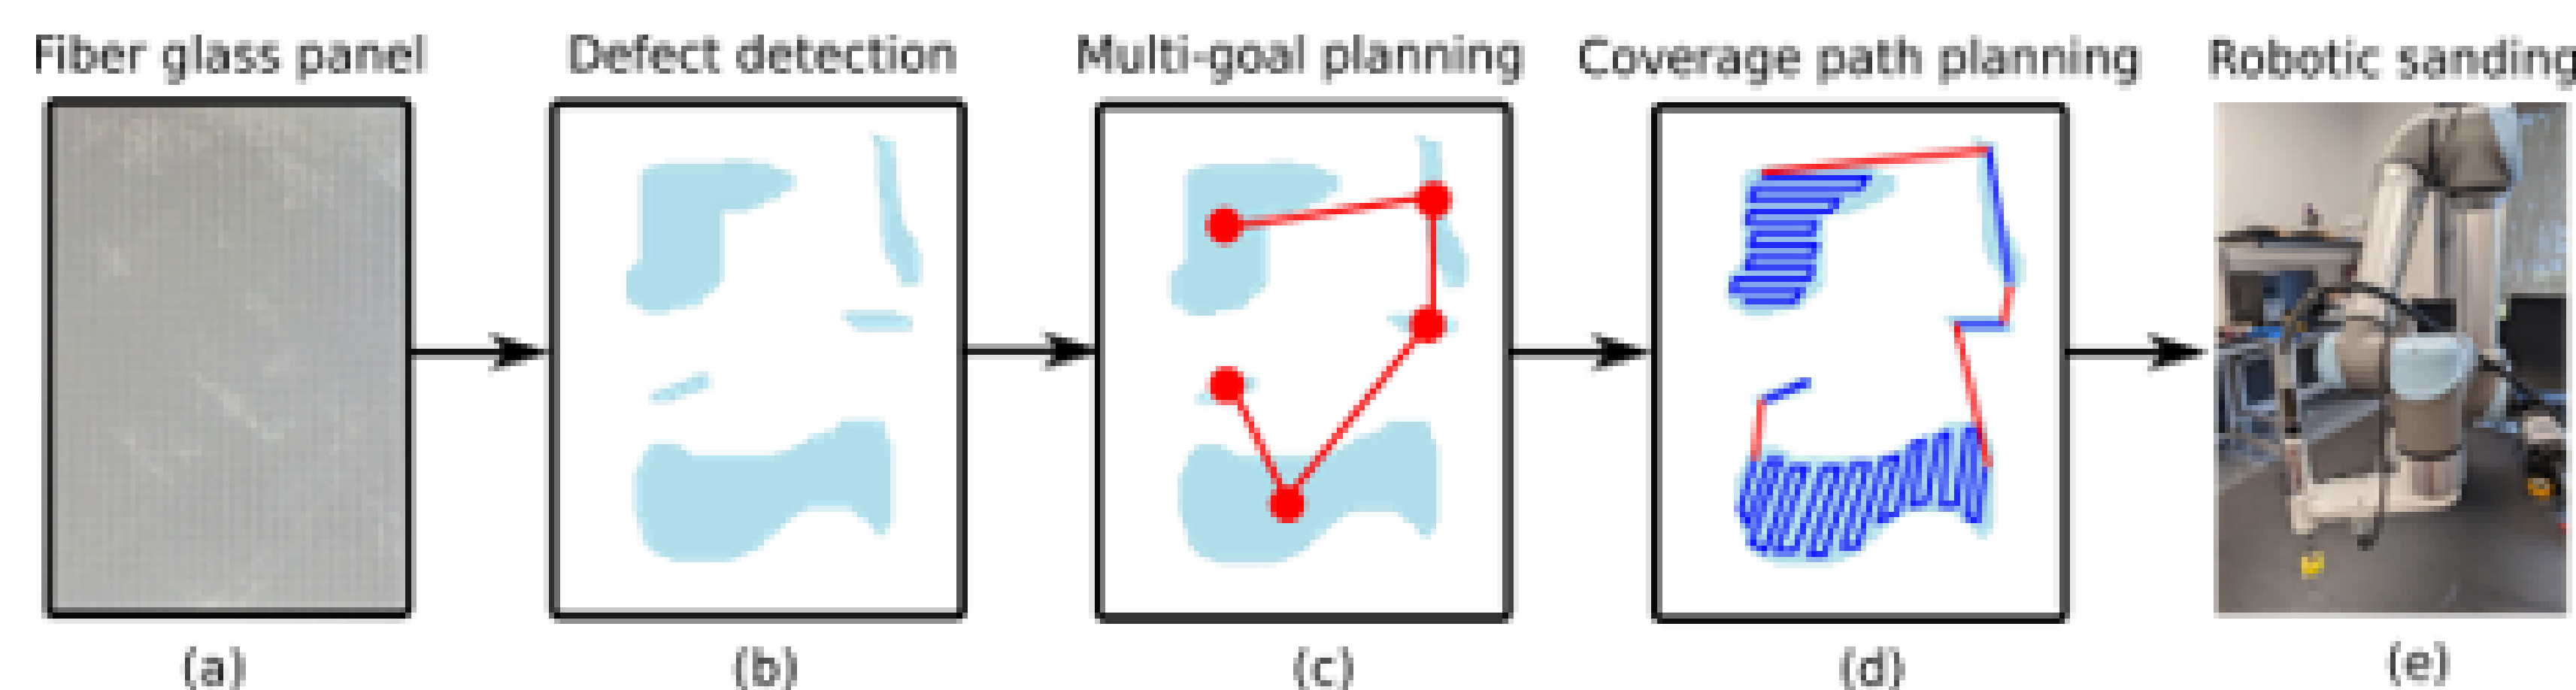 Fiber glass panel
Defect detection
Multi-goal planning
Coverage path planning
Robotic sanding
(a)
(b)
(c)
(d)
(e)